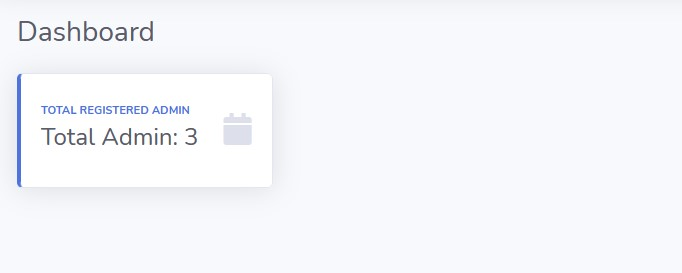 Dashboard
TOTAL REGISTERED ADMIN
Total Admin: 3